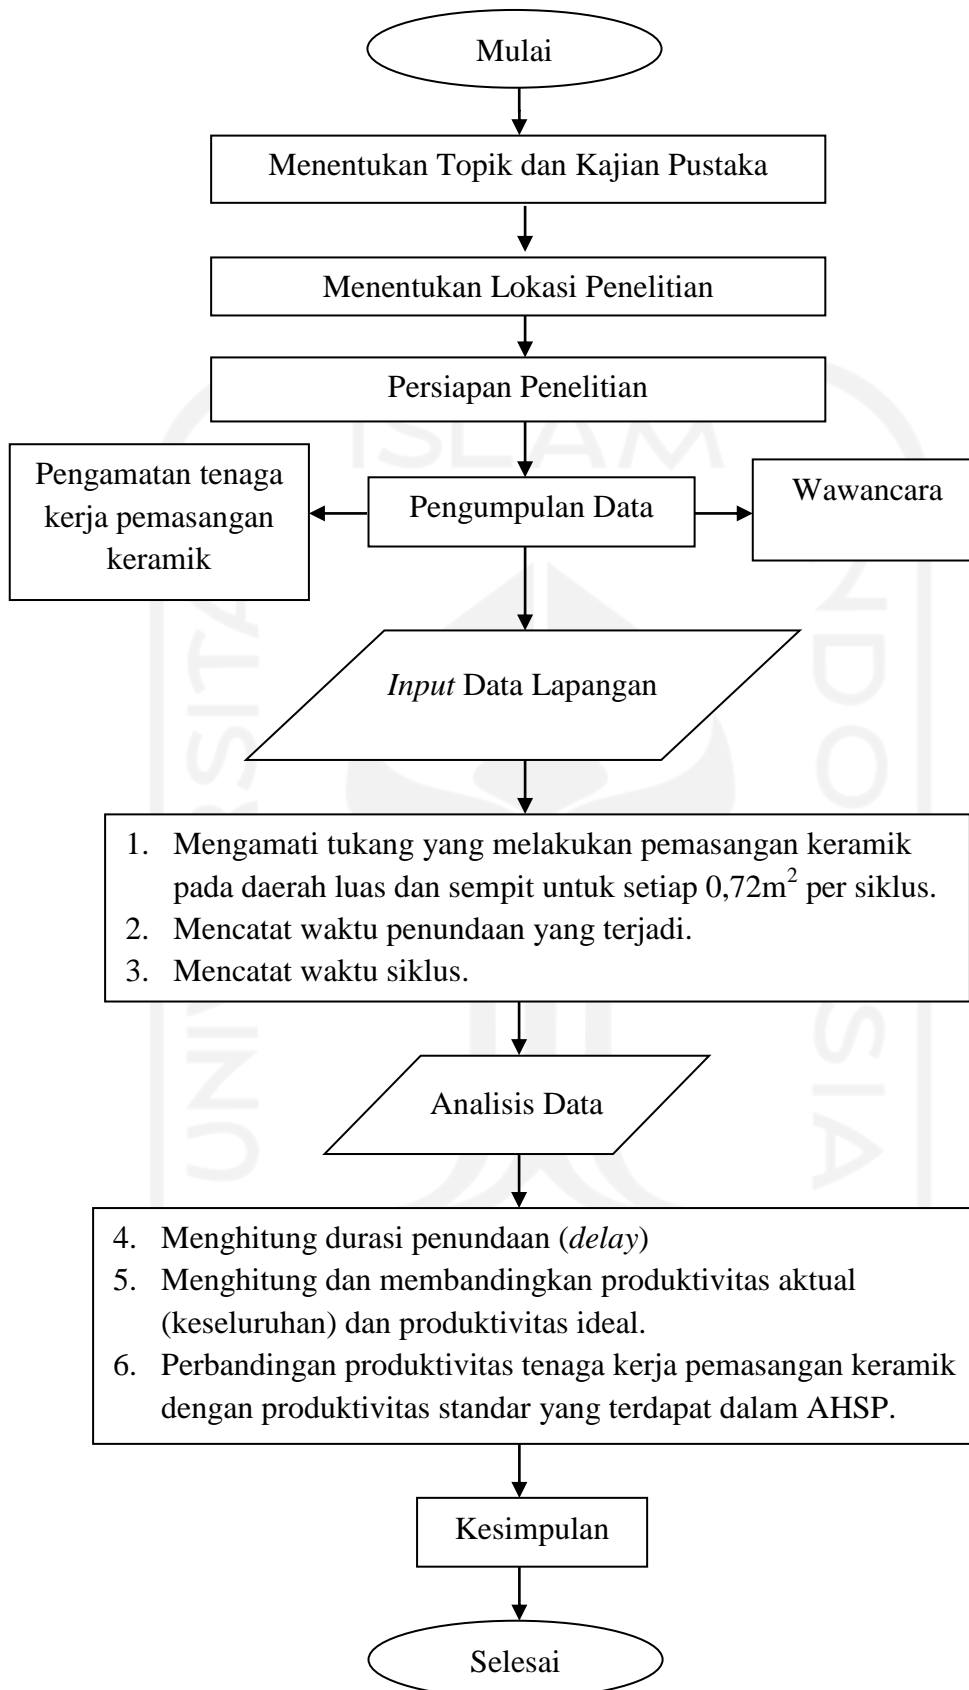 Mulai
Menentukan Topik dan Kajian Pustaka
Menentukan Lokasi Penelitian
Persiapan Penelitian
Pengamatan tenaga
kerja pemasangan
keramik
Pengumpulan Data
Wawancara
Input Data Lapangan
1. Mengamati tukang yang melakukan pemasangan keramik
pada daerah luas dan sempit untuk setiap 0,72m² per siklus.
2. Mencatat waktu penundaan yang terjadi.
3. Mencatat waktu siklus.
Analisis Data
4. Menghitung durasi penundaan (delay)
5. Menghitung dan membandingkan produktivitas aktual
(keseluruhan) dan produktivitas ideal.
6. Perbandingan produktivitas tenaga kerja pemasangan keramik
dengan produktivitas standar yang terdapat dalam AHSP.
Kesimpulan
Selesai